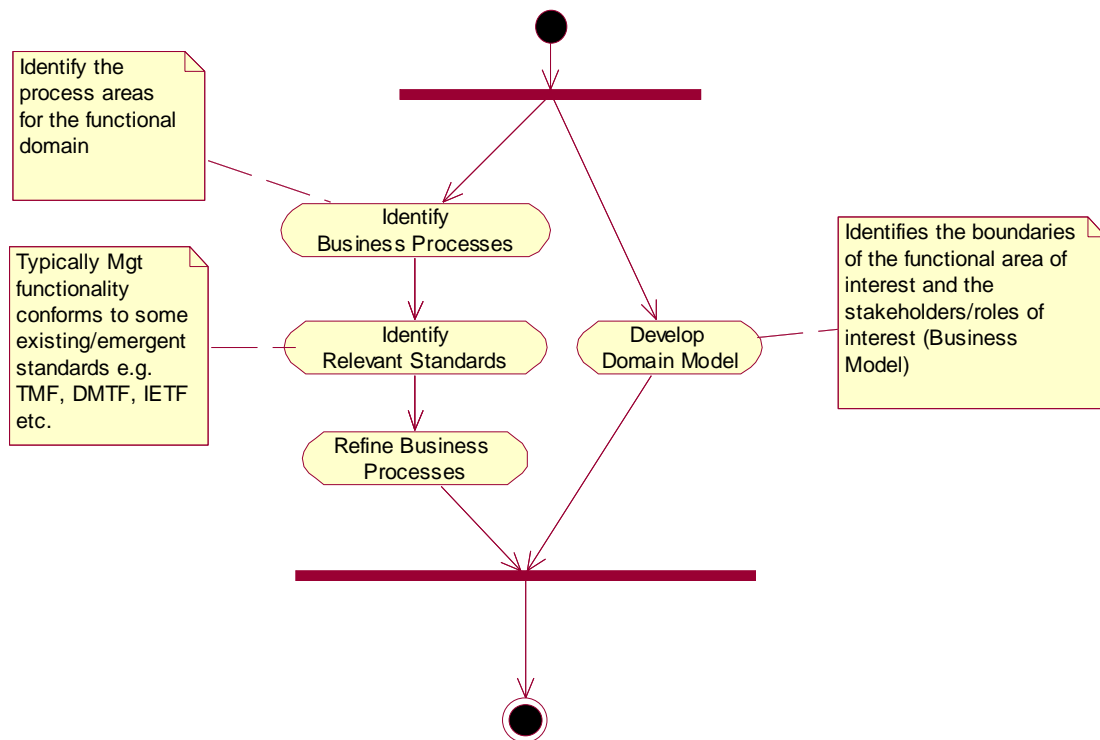 Identify the
process areas
for the functional
domain
Identify
Business Processes
Typically Mgt
functionality
conforms to some
existing/emergent
standards e.g.
TMF, DMTF, IETF
etc.
Identify
Relevant Standards
Develop
Domain Model
Identifies the boundaries
of the functional area of
interest and the
stakeholders/roles of
interest (Business
Model)
Refine Business
Processes